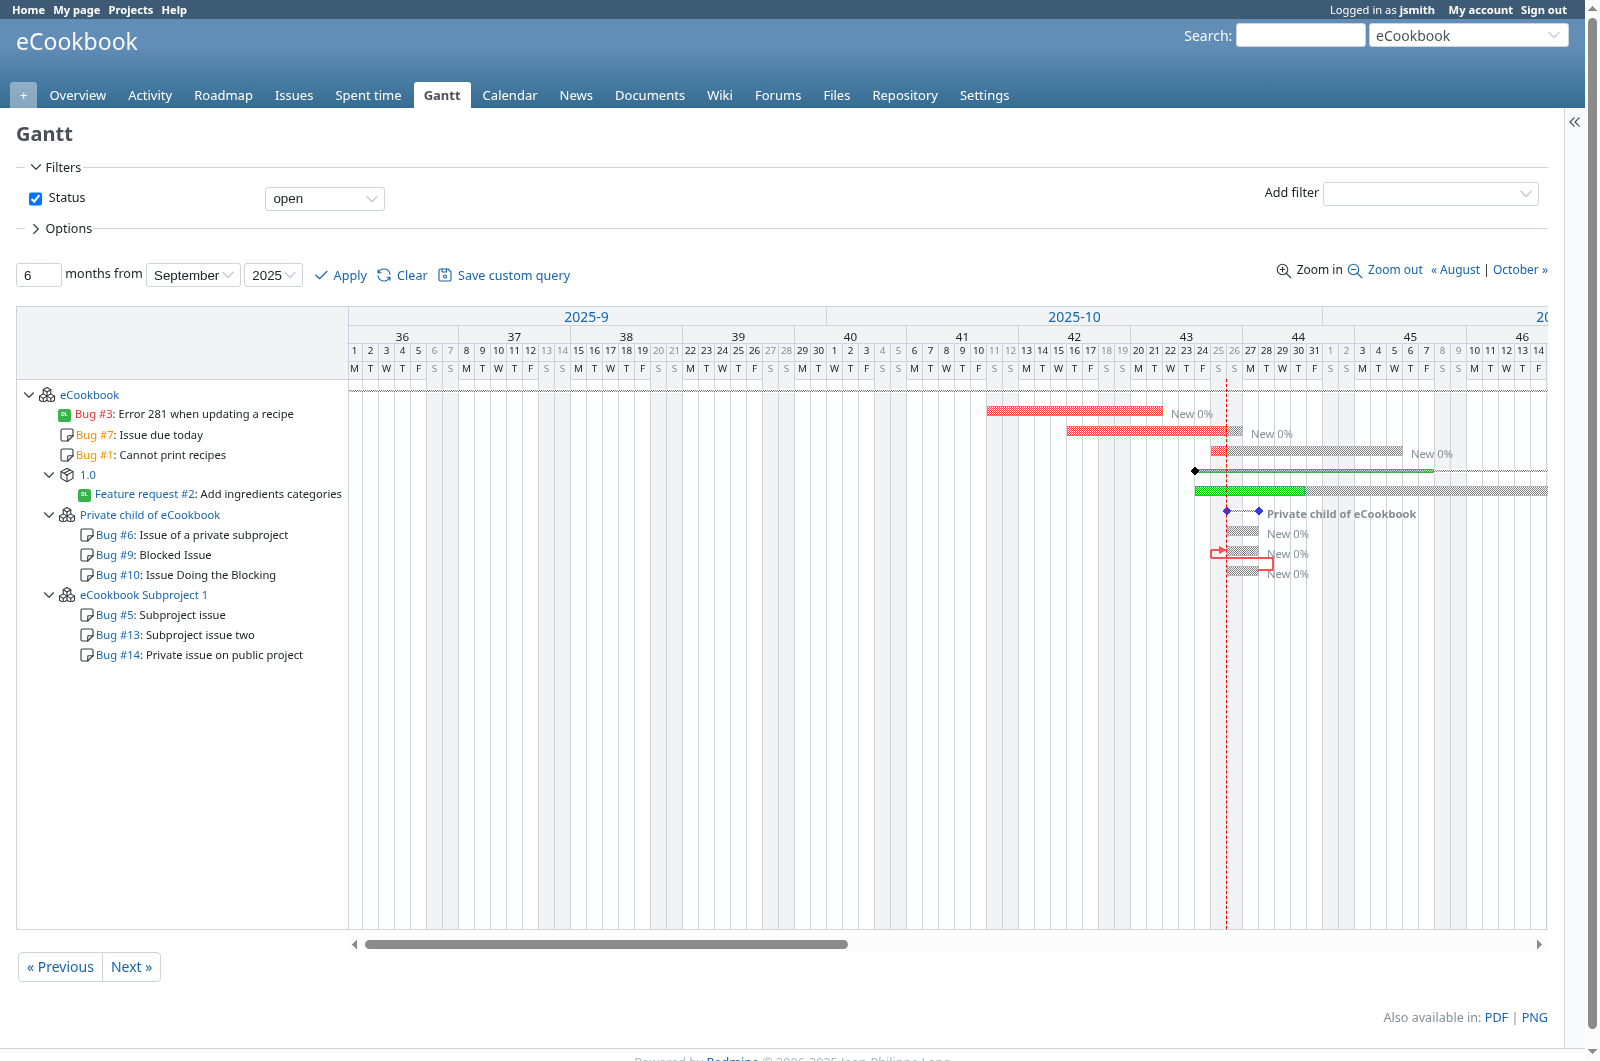 Home My page Projects Help Logged in as jsmith My account Sign out
eCookbook Search: eCookbook
+ Overview Activity Roadmap Issues Spent time Gantt Calendar News Documents Wiki Forums Files Repository Settings
Gantt
Filters
Status open Add filter
Options
6 months from September 2025 Apply Clear Save custom query Zoom in Zoom out « August | October »
2025-9 2025-10 20
36 37 38 39 40 41 42 43 44 45 46
1 2 3 4 5 6 7 8 9 10 11 12 13 14 15 16 17 18 19 20 21 22 23 24 25 26 27 28 29 30 1 2 3 4 5 6 7 8 9 10 11 12 13 14 15 16 17 18 19 20 21 22 23 24 25 26 27 28 29 30 31 1 2 3 4 5 6 7 8 9 10 11 12 13 14
M T W T F S S M T W T F S S M T W T F S S M T W T F S S M T W T F S S M T W T F S S M T W T F S S M T W T F S S M T W T F S S M T W T F S S M T W T F
eCookbook
Bug #3: Error 281 when updating a recipe New 0%
Bug #7: Issue due today New 0%
Bug #1: Cannot print recipes New 0%
1.0
Feature request #2: Add ingredients categories
Private child of eCookbook Private child of eCookbook
Bug #6: Issue of a private subproject New 0%
Bug #9: Blocked Issue New 0%
Bug #10: Issue Doing the Blocking New 0%
eCookbook Subproject 1
Bug #5: Subproject issue
Bug #13: Subproject issue two
Bug #14: Private issue on public project
« Previous Next »
Also available in: PDF | PNG
Powered by Redmine © 2006-2025 Jean-Philippe Lang